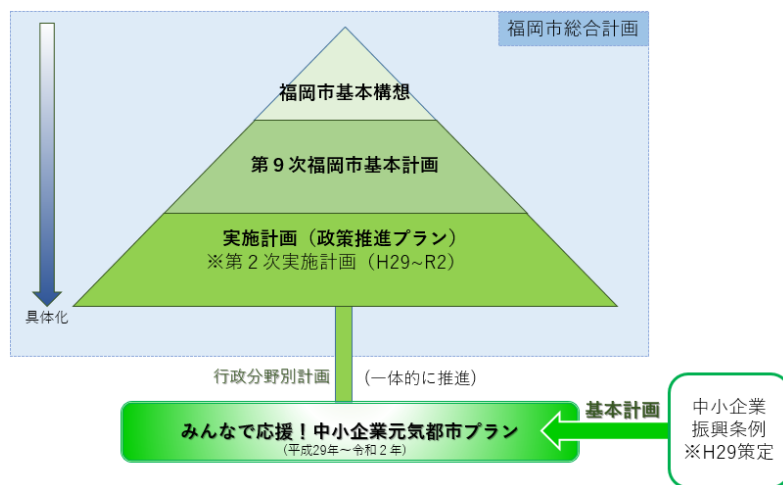 福岡市総合計画
福岡市基本構想
第９次福岡市基本計画
実施計画（政策推進プラン）
※第２次実施計画（H29~R2）
具体化
行政分野別計画
(一体的に推進)
みんなで応援！中小企業元気都市プラン
(平成29年～令和２年)
基本計画
中小企業
振興条例
※H29策定